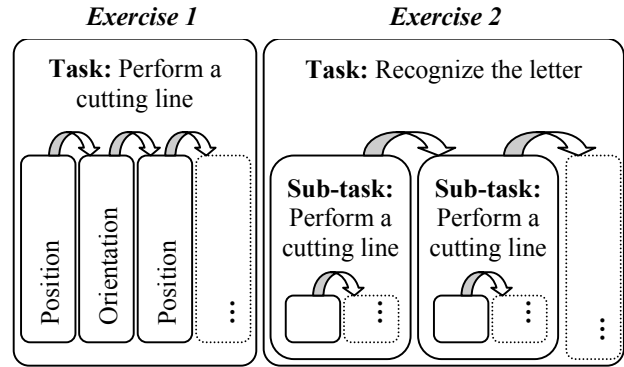 Exercise 1
Task: Perform a
cutting line
Position
Orientation
Position
...
Exercise 2
Task: Recognize the letter
Sub-task:
Perform a
cutting line
...
Sub-task:
Perform a
cutting line
...
...